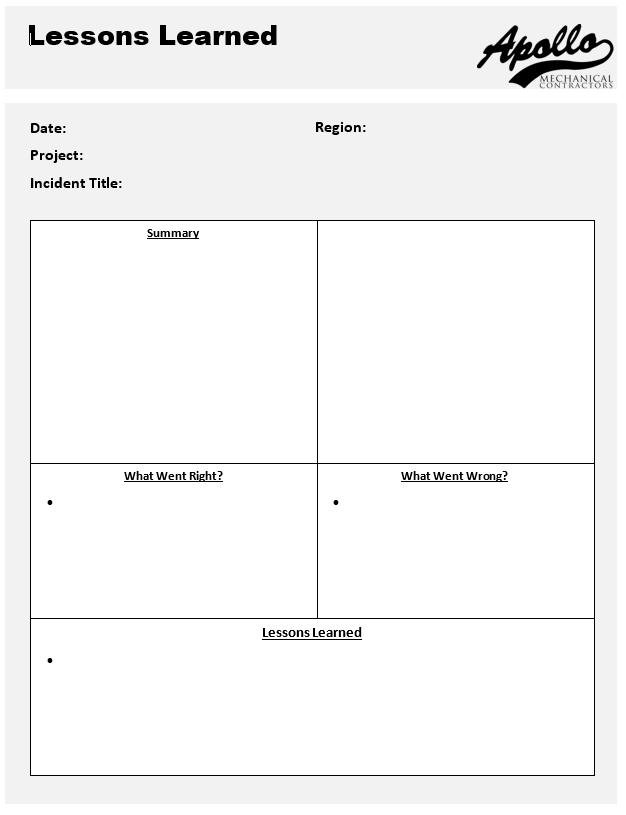 Lessons Learned
Apollo
MECHANICAL
CONTRACTORS
Date:
Region:
Project:
Incident Title:
Summary
What Went Right?
What Went Wrong?
•
•
Lessons Learned
•